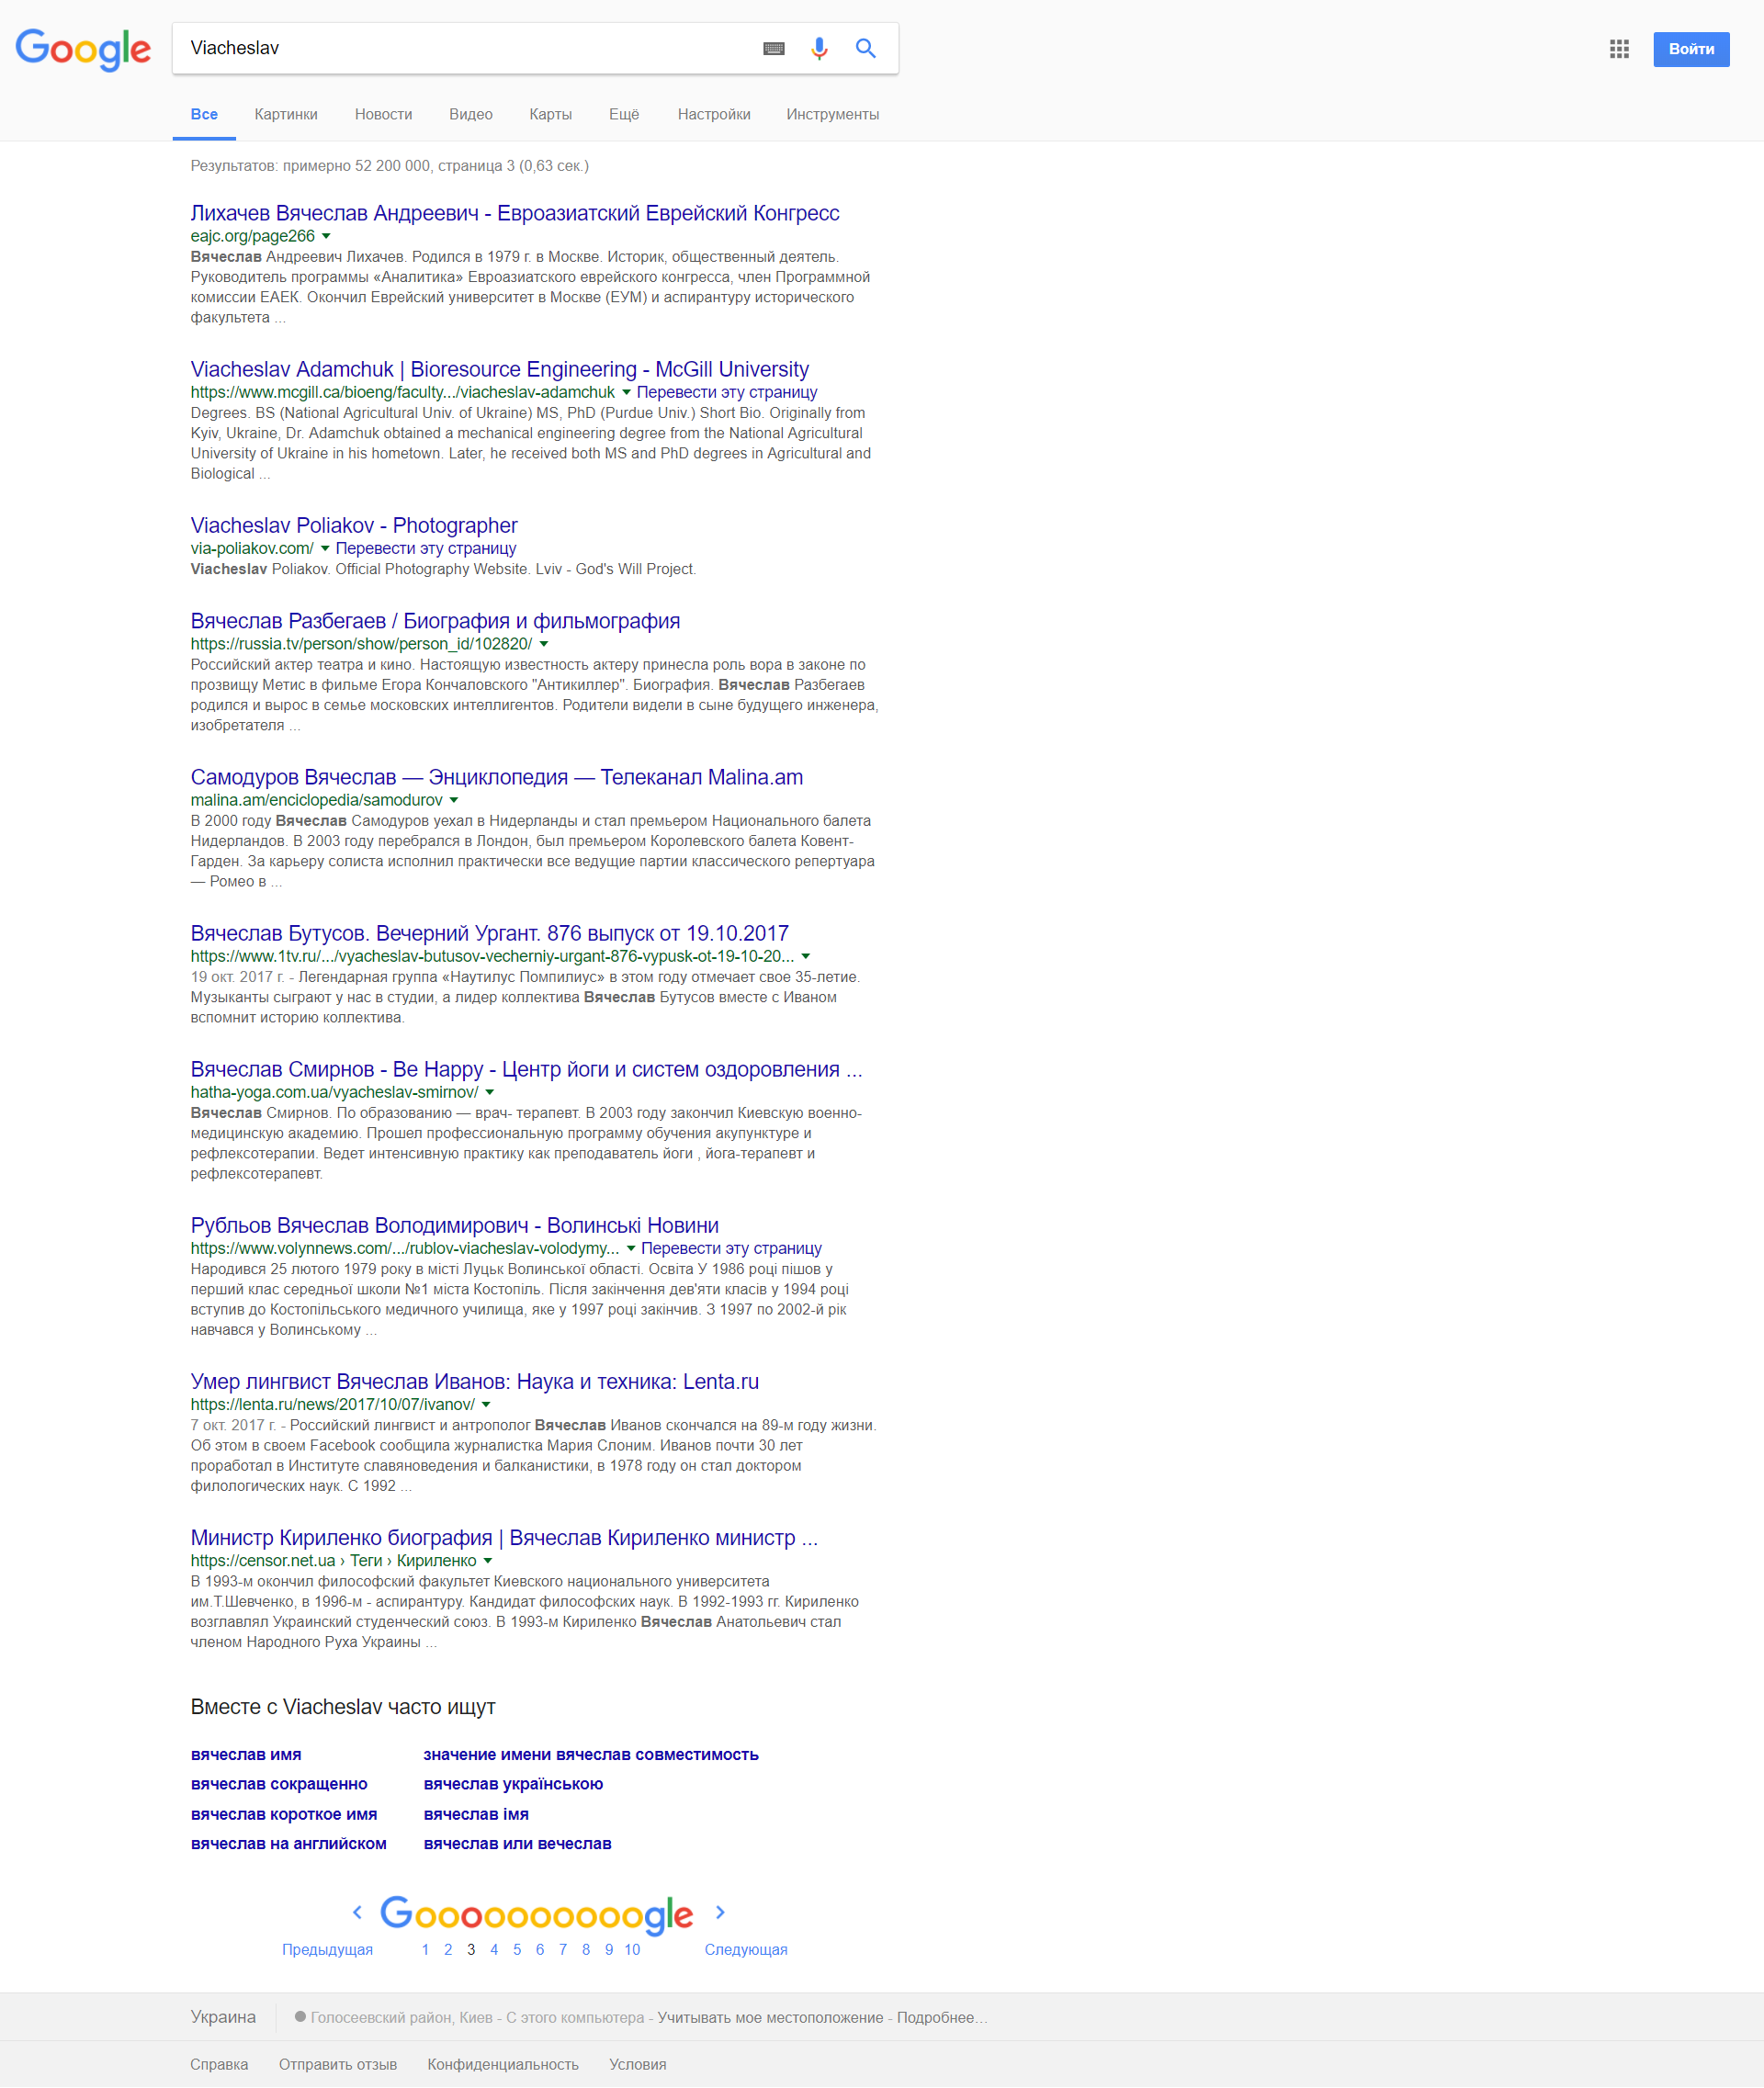 Google
Viacheslav
Войти
Все Картинки Новости Видео Карты Ещё Настройки Инструменты
Результатов: примерно 52 200 000, страница 3 (0,63 сек.)
Лихачев Вячеслав Андреевич - Евроазиатский Еврейский Конгресс
eajc.org/page266
Вячеслав Андреевич Лихачев. Родился в 1979 г. в Москве. Историк, общественный деятель.
Руководитель программы «Аналитика» Евроазиатского еврейского конгресса, член Программной
комиссии ЕАЕК. Окончил Еврейский университет в Москве (ЕУМ) и аспирантуру исторического
факультета ...
Viacheslav Adamchuk | Bioresource Engineering - McGill University
https://www.mcgill.ca/bioeng/faculty.../viacheslav-adamchuk Перевести эту страницу
Degrees. BS (National Agricultural Univ. of Ukraine) MS, PhD (Purdue Univ.) Short Bio. Originally from
Kyiv, Ukraine, Dr. Adamchuk obtained a mechanical engineering degree from the National Agricultural
University of Ukraine in his hometown. Later, he received both MS and PhD degrees in Agricultural and
Biological ...
Viacheslav Poliakov - Photographer
via-poliakov.com/ Перевести эту страницу
Viacheslav Poliakov. Official Photography Website. Lviv - God's Will Project.
Вячеслав Разбегаев / Биография и фильмография
https://russia.tv/person/show/person_id/102820/
Российский актер театра и кино. Настоящую известность актеру принесла роль вора в законе по
прозвищу Метис в фильме Егора Кончаловского "Антикиллер". Биография. Вячеслав Разбегаев
родился и вырос в семье московских интеллигентов. Родители видели в сыне будущего инженера,
изобретателя ...
Самодуров Вячеслав — Энциклопедия — Телеканал Malina.am
malina.am/enciclopedia/samodurov
В 2000 году Вячеслав Самодуров уехал в Нидерланды и стал премьером Национального балета
Нидерландов. В 2003 году перебрался в Лондон, был премьером Королевского балета Ковент-
Гарден. За карьеру солиста исполнил практически все ведущие партии классического репертуара
— Ромео в ...
Вячеслав Бутусов. Вечерний Ургант. 876 выпуск от 19.10.2017
https://www.1tv.ru/.../vyacheslav-butusov-vecherniy-urgant-876-vypusk-ot-19-10-20...
19 окт. 2017 г. - Легендарная группа «Наутилус Помпилиус» в этом году отмечает свое 35-летие.
Музыканты сыграют у нас в студии, а лидер коллектива Вячеслав Бутусов вместе с Иваном
вспомнит историю коллектива.
Вячеслав Смирнов - Be Happy - Центр йоги и систем оздоровления ...
hatha-yoga.com.ua/vyacheslav-smirnov/
Вячеслав Смирнов. По образованию — врач- терапевт. В 2003 году закончил Киевскую военно-
медицинскую академию. Прошел профессиональную программу обучения акупунктуре и
рефлексотерапии. Ведет интенсивную практику как преподаватель йоги , йога-терапевт и
рефлексотерапевт.
Рубльов Вячеслав Володимирович - Волинські Новини
https://www.volynnews.com/.../rublov-viacheslav-volodymy... Перевести эту страницу
Народився 25 лютого 1979 року в місті Луцьк Волинської області. Освіта У 1986 році пішов у
перший клас середньої школи №1 міста Костопіль. Після закінчення дев'яти класів у 1994 році
вступив до Костопільського медичного училища, яке у 1997 році закінчив. З 1997 по 2002-й рік
навчався у Волинському ...
Умер лингвист Вячеслав Иванов: Наука и техника: Lenta.ru
https://lenta.ru/news/2017/10/07/ivanov/
7 окт. 2017 г. - Российский лингвист и антрополог Вячеслав Иванов скончался на 89-м году жизни.
Об этом в своем Facebook сообщила журналистка Мария Слоним. Иванов почти 30 лет
проработал в Институте славяноведения и балканистики, в 1978 году он стал доктором
филологических наук. С 1992 ...
Министр Кириленко биография | Вячеслав Кириленко министр ...
https://censor.net.ua › Теги › Кириленко
В 1993-м окончил философский факультет Киевского национального университета
им.Т.Шевченко, в 1996-м - аспирантуру. Кандидат философских наук. В 1992-1993 гг. Кириленко
возглавлял Украинский студенческий союз. В 1993-м Кириленко Вячеслав Анатольевич стал
членом Народного Руха Украины ...
Вместе с Viacheslav часто ищут
вячеслав имя значение имени вячеслав совместимость
вячеслав сокращенно вячеслав українською
вячеслав короткое имя вячеслав імя
вячеслав на английском вячеслав или вечеслав
Goooooooooogle
Предыдущая 1 2 3 4 5 6 7 8 9 10 Следующая
Украина Голосеевский район, Киев - С этого компьютера - Учитывать мое местоположение - Подробнее...
Справка Отправить отзыв Конфиденциальность Условия